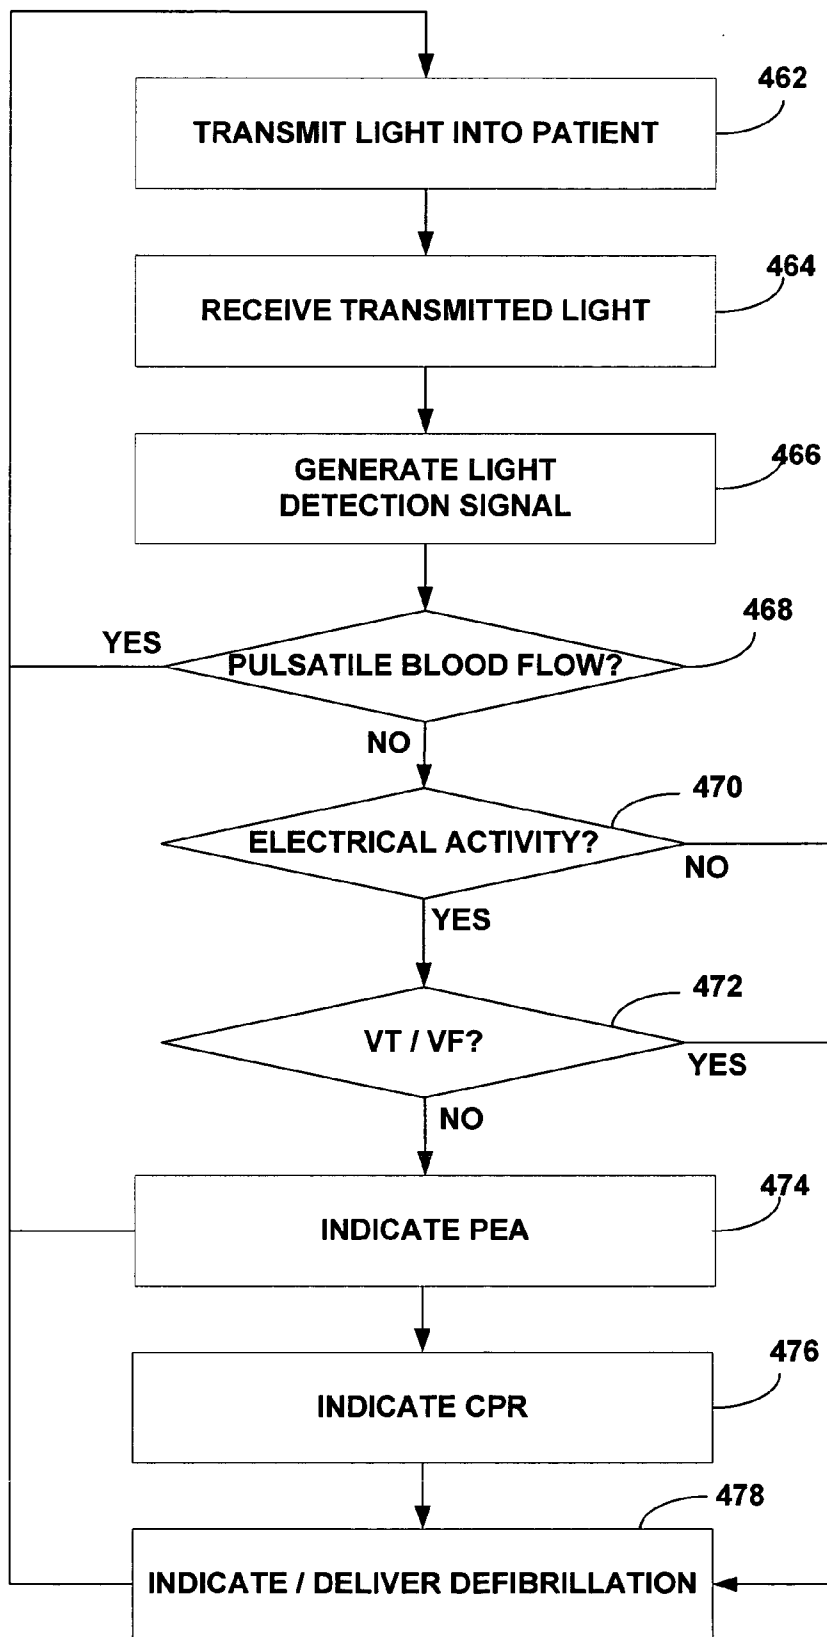 462
TRANSMIT LIGHT INTO PATIENT
464
RECEIVE TRANSMITTED LIGHT
466
GENERATE LIGHT
DETECTION SIGNAL
468
YES
PULSATILE BLOOD FLOW?
NO
470
ELECTRICAL ACTIVITY?
NO
YES
472
VT / VF?
YES
NO
474
INDICATE PEA
476
INDICATE CPR
478
INDICATE / DELIVER DEFIBRILLATION